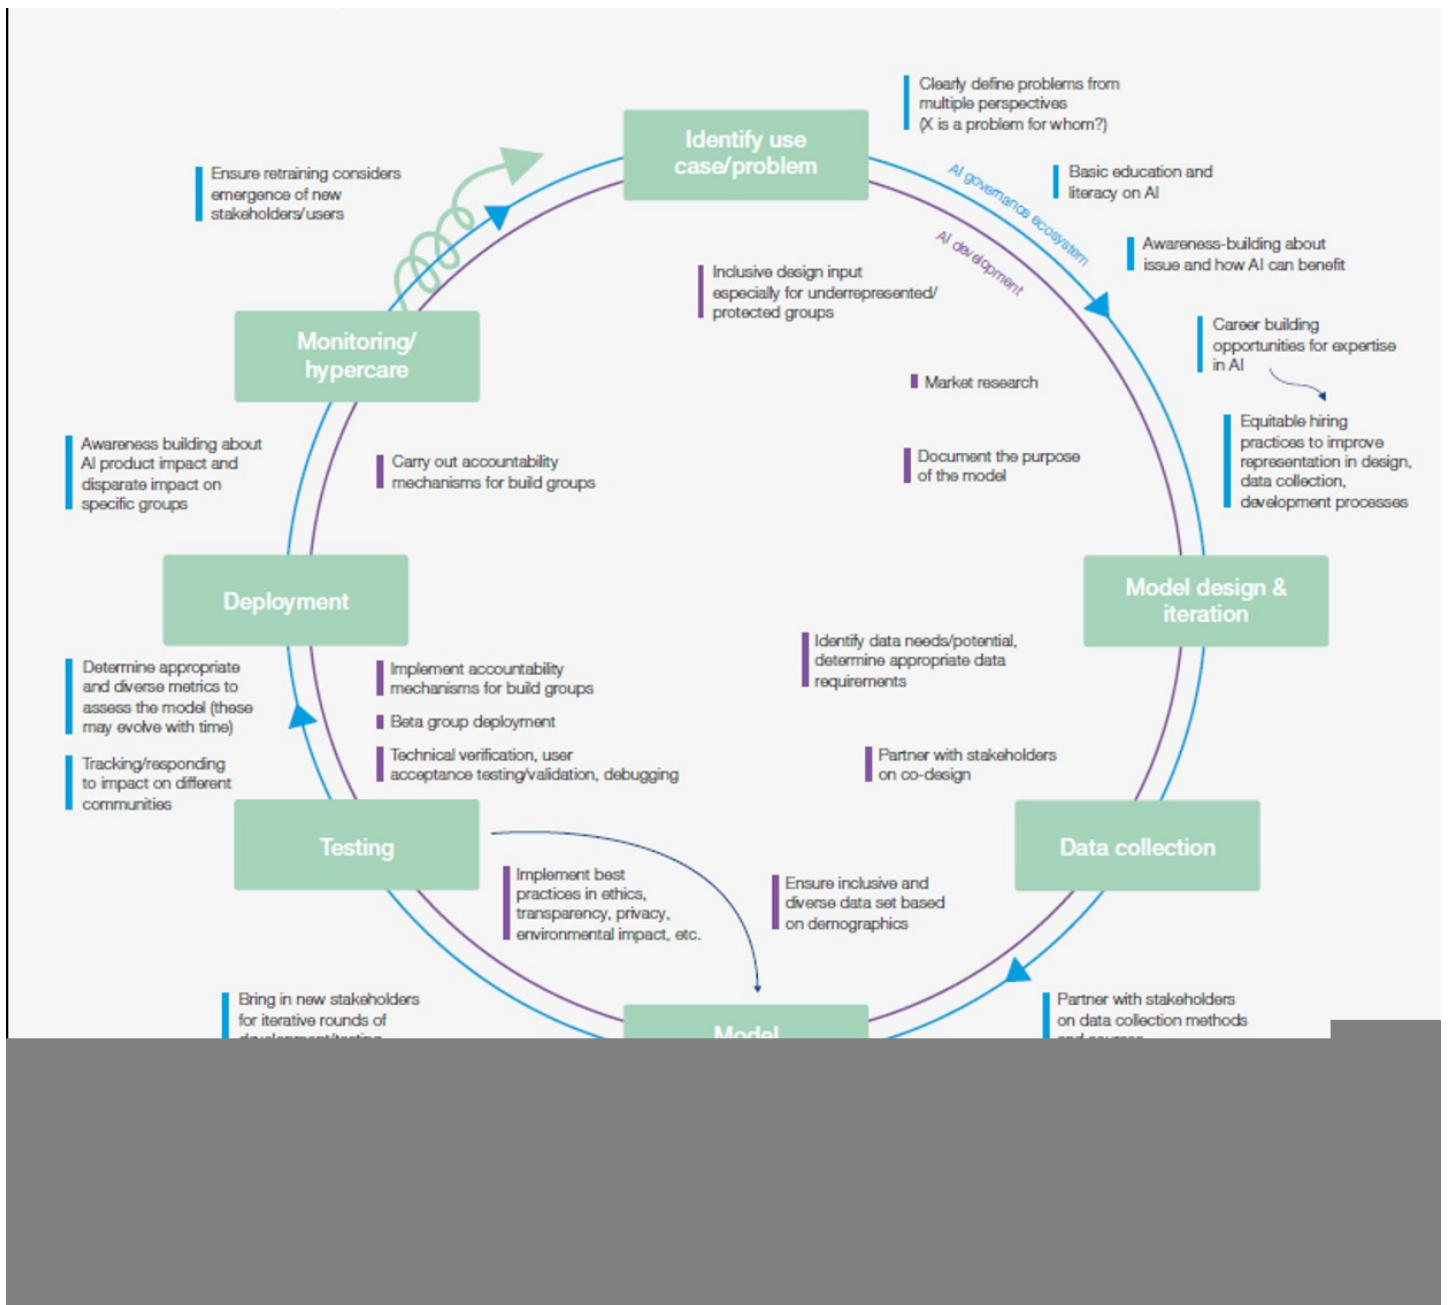 Clearly define problems from
multiple perspectives
(X is a problem for whom?)
Identify use
case/problem
Ensure retraining considers
emergence of new
stakeholders/users
AI governance ecosystem
Basic education and
literacy on AI
AI development
Awareness-building about
issue and how AI can benefit
Inclusive design input
especially for underrepresented/
protected groups
Monitoring/
hypercare
Career building
opportunities for expertise
in AI
Market research
Equitable hiring
practices to improve
representation in design,
data collection,
development processes
Awareness building about
AI product impact and
disparate impact on
specific groups
Carry out accountability
mechanisms for build groups
Document the purpose
of the model
Deployment
Model design &
iteration
Identify data needs/potential,
determine appropriate data
requirements
Determine appropriate
and diverse metrics to
assess the model (these
may evolve with time)
Implement accountability
mechanisms for build groups
Beta group deployment
Technical verification, user
acceptance testing/validation, debugging
Partner with stakeholders
on co-design
Tracking/responding
to impact on different
communities
Testing
Data collection
Implement best
practices in ethics,
transparency, privacy,
environmental impact, etc.
Ensure inclusive and
diverse data set based
on demographics
Bring in new stakeholders
for iterative rounds of
development/testing
Model
Partner with stakeholders
on data collection methods
and sources